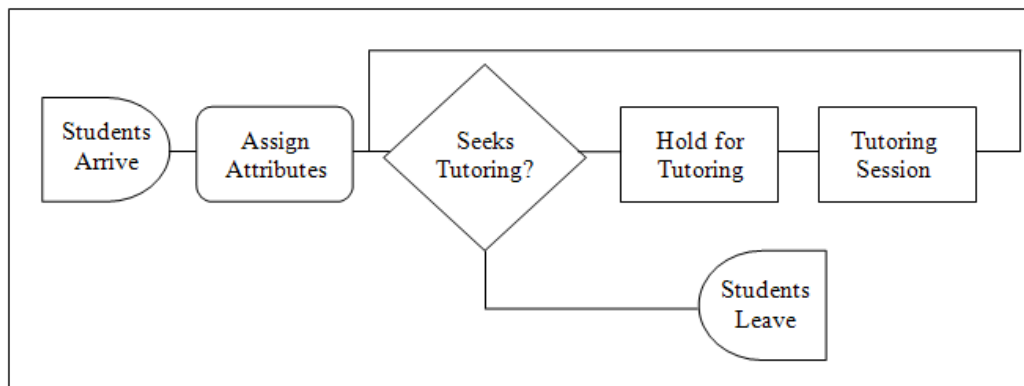 Students
Arrive
Assign
Attributes
Seeks
Tutoring?
Hold for
Tutoring
Tutoring
Session
Students
Leave